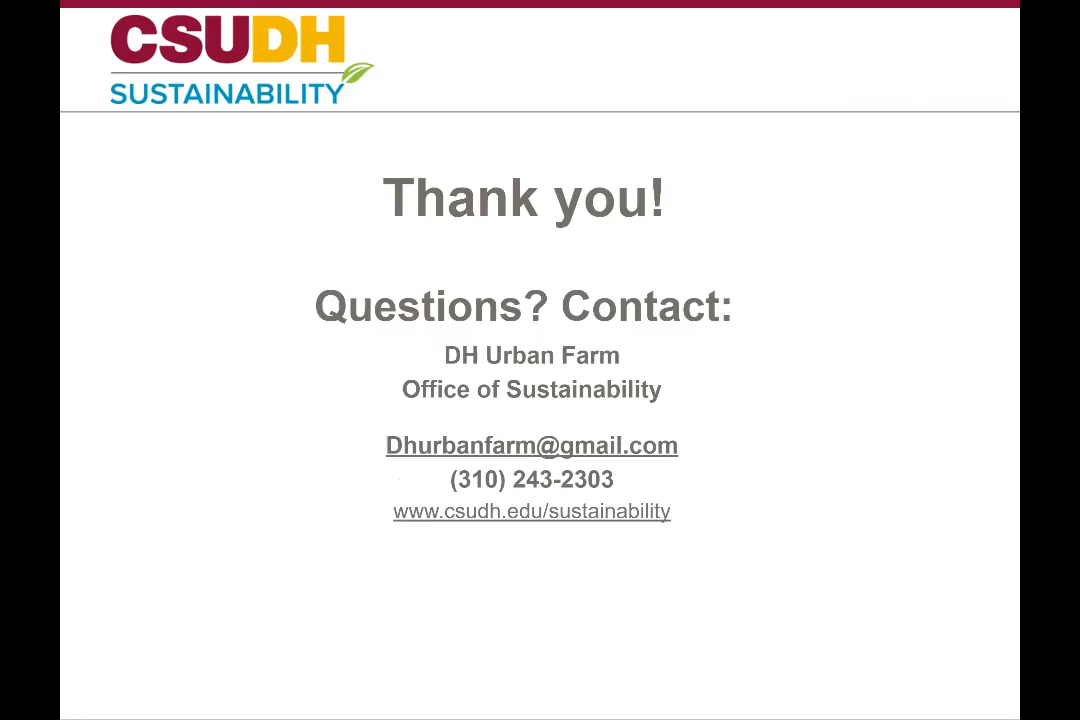 CSUDH
SUSTAINABILITY
Thank you!
Questions? Contact:
DH Urban Farm
Office of Sustainability
Dhurbanfarm@gmail.com
(310) 243-2303
www.csudh.edu/sustainability